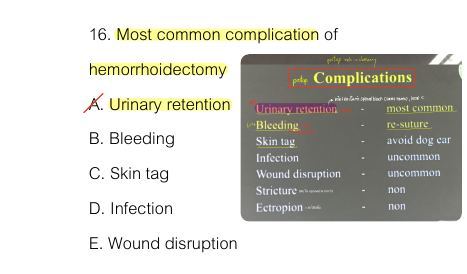 16. Most common complication of
hemorrhoidectomy
A. Urinary retention
B. Bleeding
C. Skin tag
D. Infection
E. Wound disruption
Complications
Urinary retention - most common
Bleeding - re-suture
Skin tag - avoid dog ear
Infection - uncommon
Wound disruption - uncommon
Stricture - non
Ectropion - non